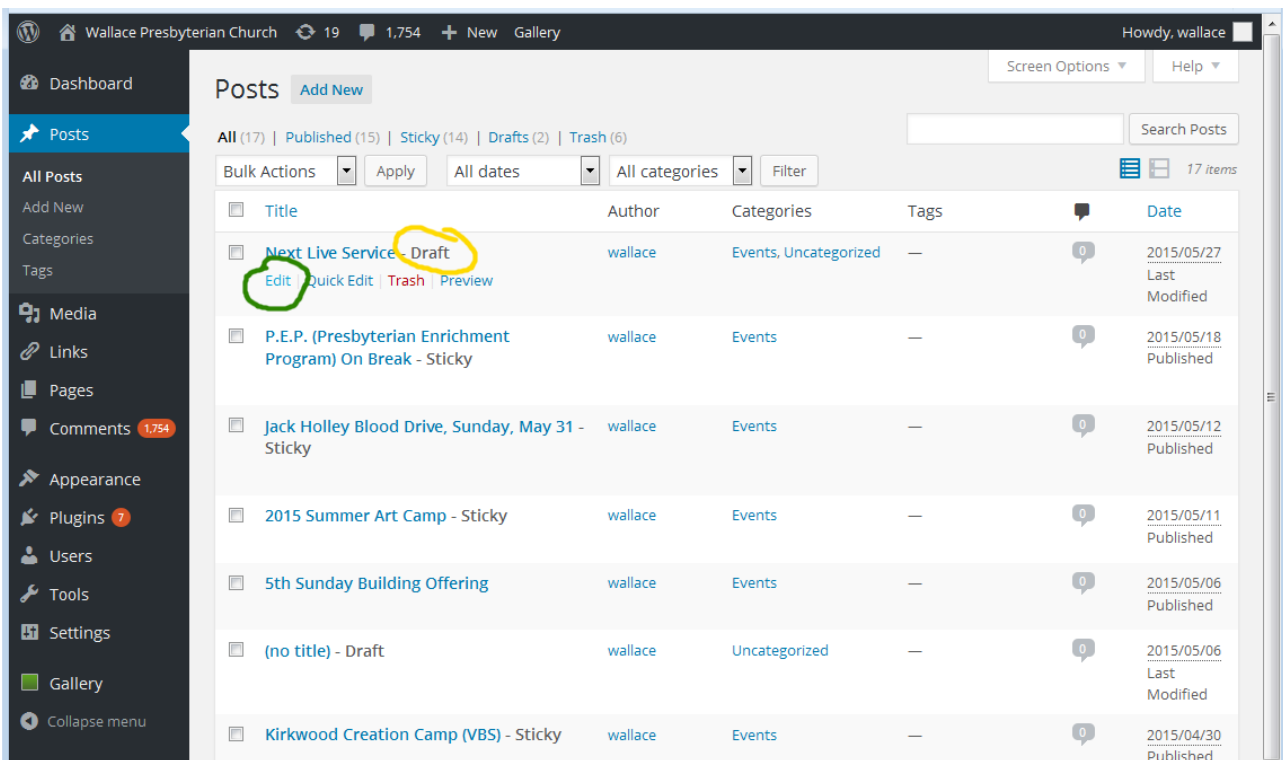 Wallace Presbyterian Church 19 1,754 + New Gallery Howdy, wallace
Screen Options Help
Dashboard
Posts
All Posts
Add New
Categories
Tags
Media
Links
Pages
Comments 1,754
Appearance
Plugins 7
Users
Tools
Settings
Gallery
Collapse menu
Posts Add New
All (17) | Published (15) | Sticky (14) | Drafts (2) | Trash (6)
Search Posts
Bulk Actions Apply All dates All categories Filter 17 items
Title Author Categories Tags Date
Next Live Service - Draft wallace Events, Uncategorized — 0 2015/05/27
Last
Modified
Edit | Quick Edit | Trash | Preview
P.E.P. (Presbyterian Enrichment wallace Events — 0 2015/05/18
Program) On Break - Sticky Published
Jack Holley Blood Drive, Sunday, May 31 - wallace Events — 0 2015/05/12
Sticky Published
2015 Summer Art Camp - Sticky wallace Events — 0 2015/05/11
Published
5th Sunday Building Offering wallace Events — 0 2015/05/06
Published
(no title) - Draft wallace Uncategorized — 0 2015/05/06
Last
Modified
Kirkwood Creation Camp (VBS) - Sticky wallace Events — 0 2015/04/30
Published